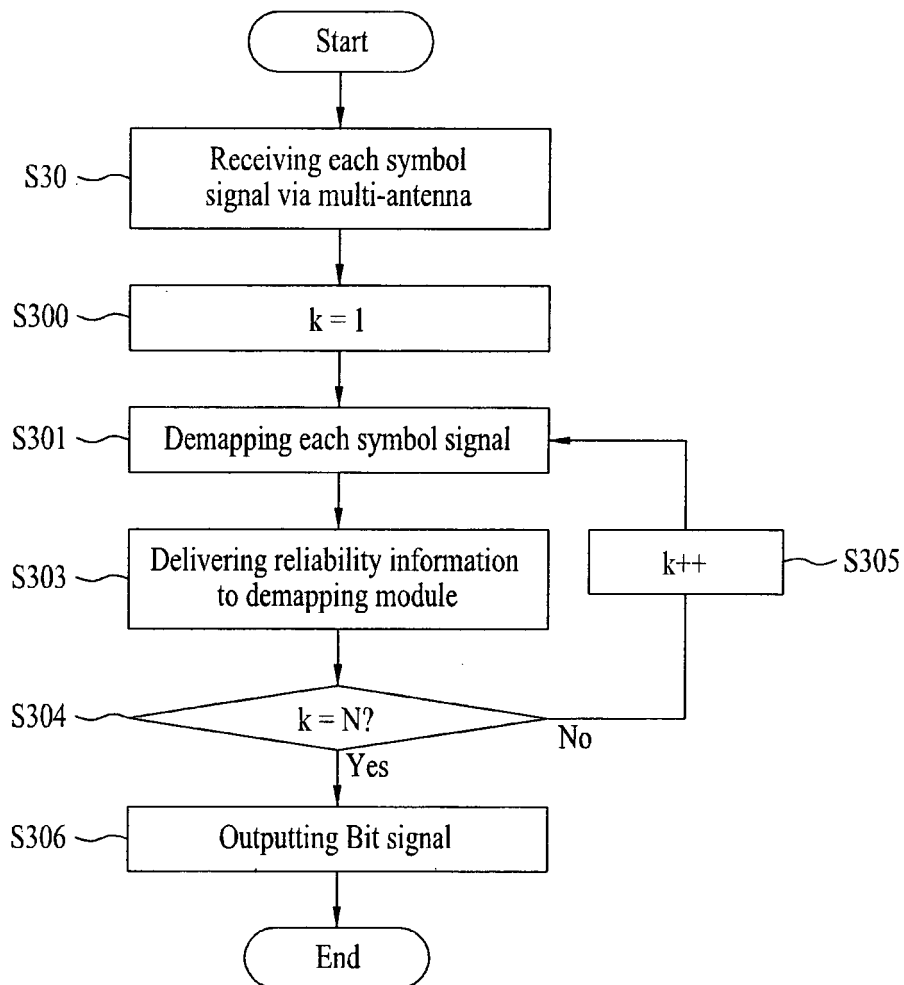 Start
S30
Receiving each symbol
signal via multi-antenna
S300
k = 1
S301
Demapping each symbol signal
S303
Delivering reliability information
to demapping module
k++
S305
S304
k = N?
No
Yes
S306
Outputting Bit signal
End